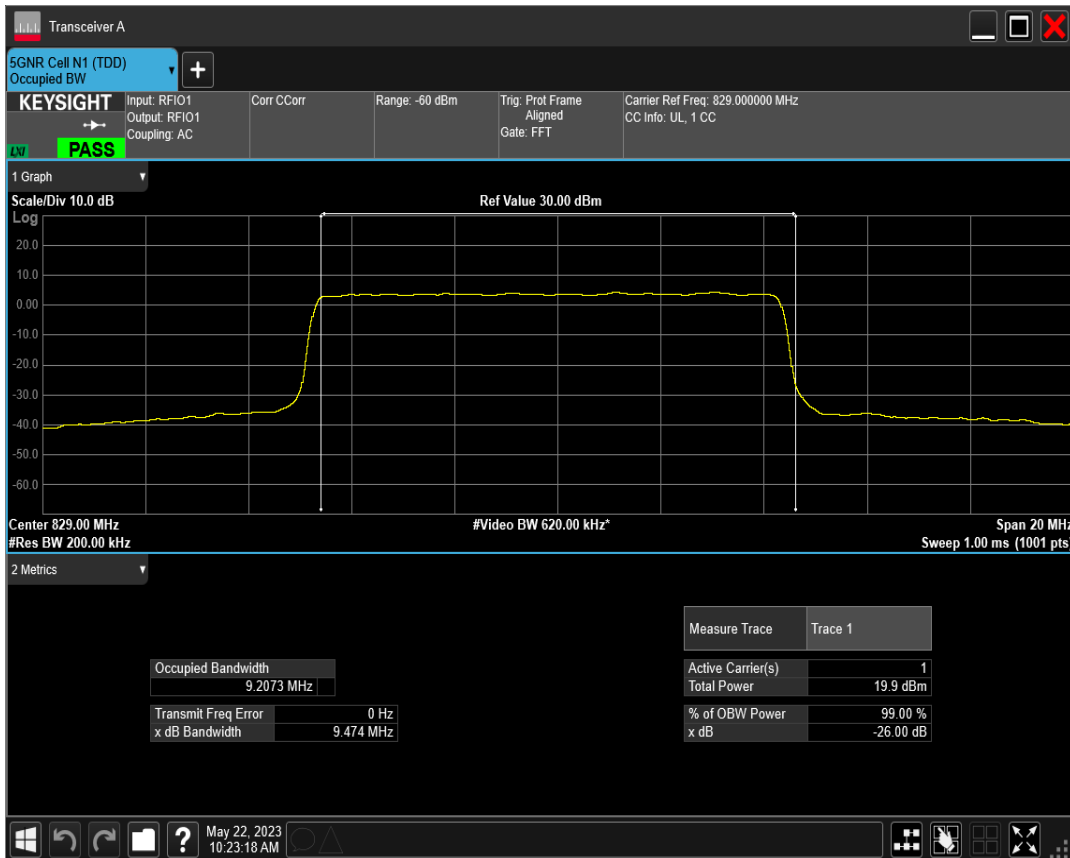 Transceiver A
5GNR Cell N1 (TDD)
Occupied BW
KEYSIGHT
LXI
PASS
Input: RFIO1
Output: RFIO1
Coupling: AC
Corr CCorr
Range: -60 dBm
Trig: Prot Frame
Aligned
Gate: FFT
Carrier Ref Freq: 829.000000 MHz
CC Info: UL, 1 CC
1 Graph
Scale/Div 10.0 dB
Ref Value 30.00 dBm
Log
20.0
10.0
0.00
-10.0
-20.0
-30.0
-40.0
-50.0
-60.0
Center 829.00 MHz
#Video BW 620.00 kHz*
Span 20 MHz
#Res BW 200.00 kHz
Sweep 1.00 ms (1001 pts)
2 Metrics
Measure Trace Trace 1
Occupied Bandwidth
9.2073 MHz
Active Carrier(s) 1
Total Power 19.9 dBm
Transmit Freq Error 0 Hz
x dB Bandwidth 9.474 MHz
% of OBW Power 99.00 %
x dB -26.00 dB
?
May 22, 2023
10:23:18 AM